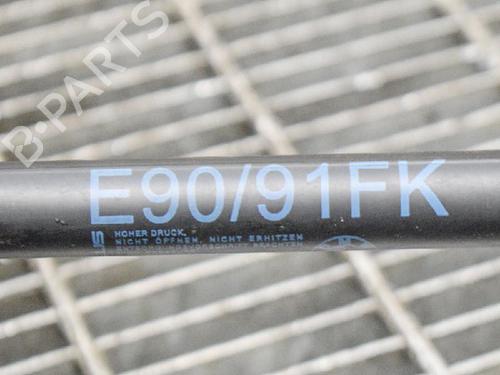 B-PARTS
E90/91FK
HOHER DRUCK,
NICHT ÖFFNEN, NICHT ERHITZEN